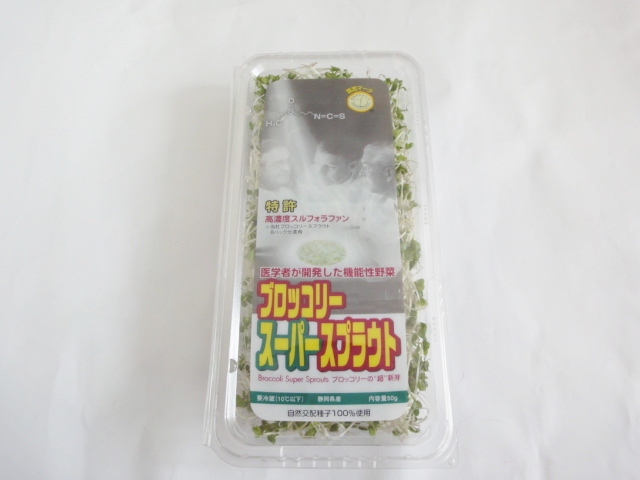 H₃C
N=C=S
特許
高濃度スルフォラファン
医学者が開発した機能性野菜
ブロッコリー
スーパースプラウト
Broccoli Super Sprouts ブロッコリーの"超"新芽
要冷蔵(10℃以下) 静岡県産 内容量50g
自然交配種子100%使用